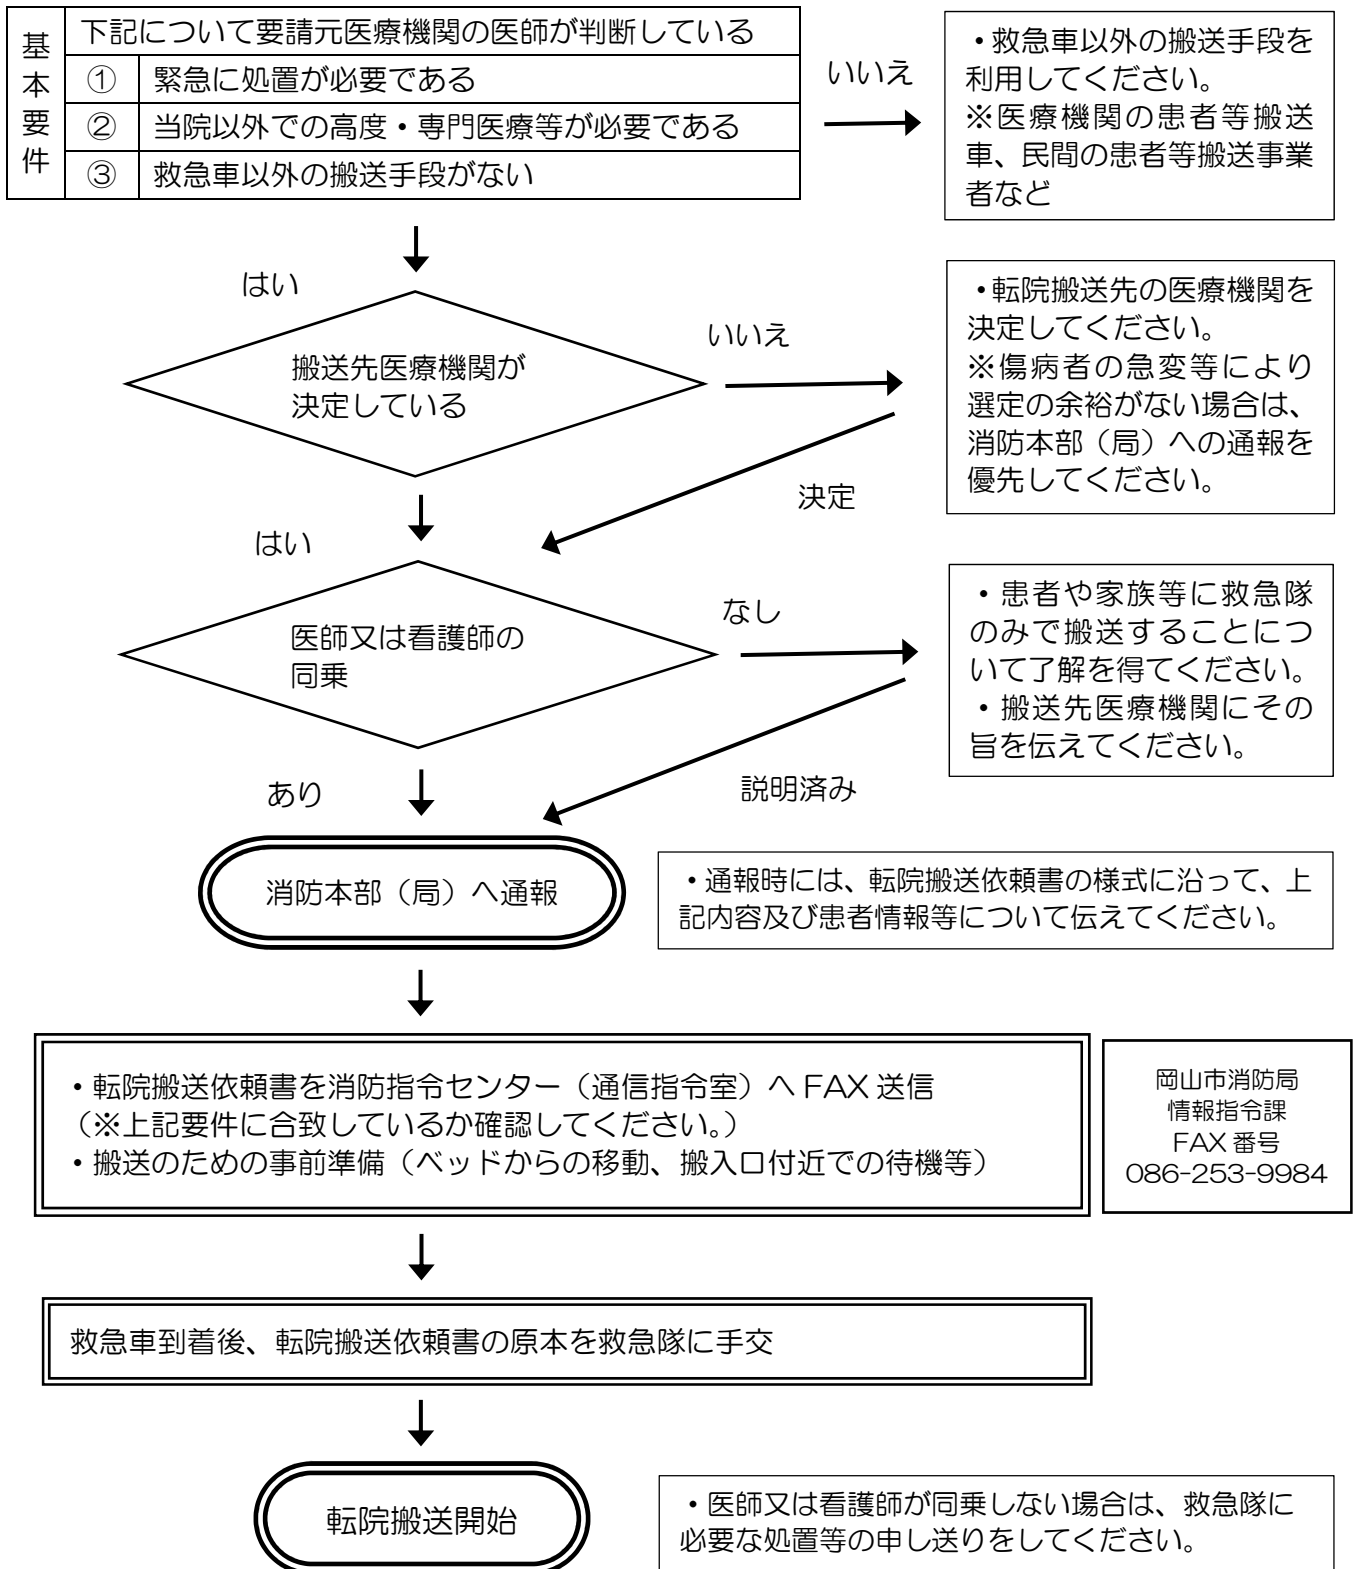 基本要件
下記について要請元医療機関の医師が判断している
① 緊急に処置が必要である
② 当院以外での高度・専門医療等が必要である
③ 救急車以外の搬送手段がない
いいえ
・救急車以外の搬送手段を
利用してください。
※医療機関の患者等搬送
車、民間の患者等搬送事業
者など
はい
搬送先医療機関が
決定している
いいえ
・転院搬送先の医療機関を
決定してください。
※傷病者の急変等により
選定の余裕がない場合は、
消防本部（局）への通報を
優先してください。
決定
はい
医師又は看護師の
同乗
なし
・患者や家族等に救急隊
のみで搬送することにつ
いて了解を得てください。
・搬送先医療機関にその
旨を伝えてください。
説明済み
あり
消防本部（局）へ通報
・通報時には、転院搬送依頼書の様式に沿って、上
記内容及び患者情報等について伝えてください。
・転院搬送依頼書を消防指令センター（通信指令室）へ FAX 送信
（※上記要件に合致しているか確認してください。）
・搬送のための事前準備（ベッドからの移動、搬入口付近での待機等）
岡山市消防局
情報指令課
FAX 番号
086-253-9984
救急車到着後、転院搬送依頼書の原本を救急隊に手交
転院搬送開始
・医師又は看護師が同乗しない場合は、救急隊に
必要な処置等の申し送りをしてください。